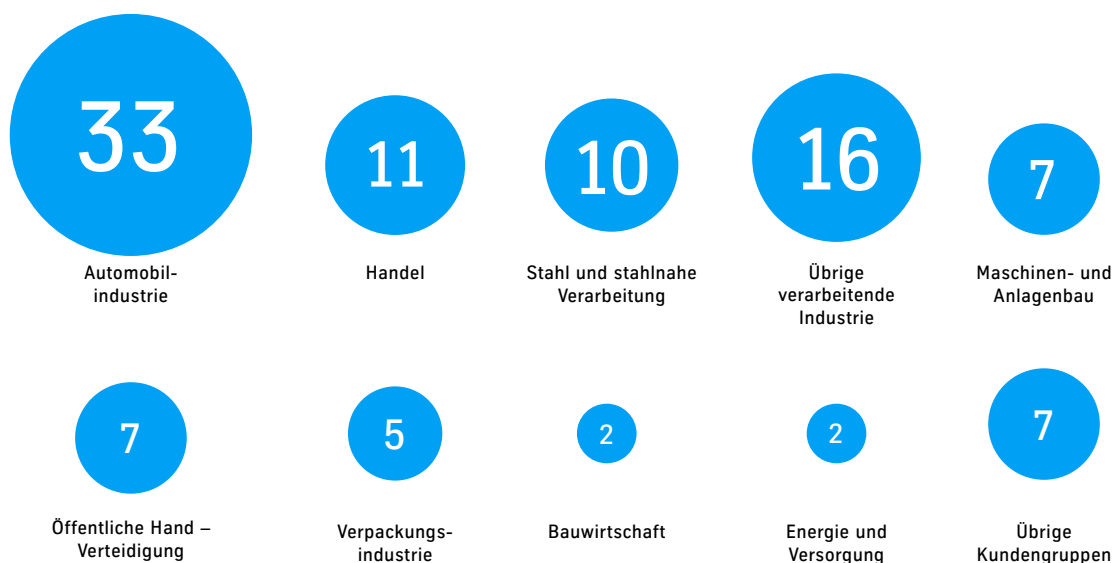 33
11
10
16
7
Automobil-
industrie
Handel
Stahl und stahlnahe
Verarbeitung
Übrige
verarbeitende
Industrie
Maschinen- und
Anlagenbau
7
5
2
2
7
Öffentliche Hand –
Verteidigung
Verpackungs-
industrie
Bauwirtschaft
Energie und
Versorgung
Übrige
Kundengruppen